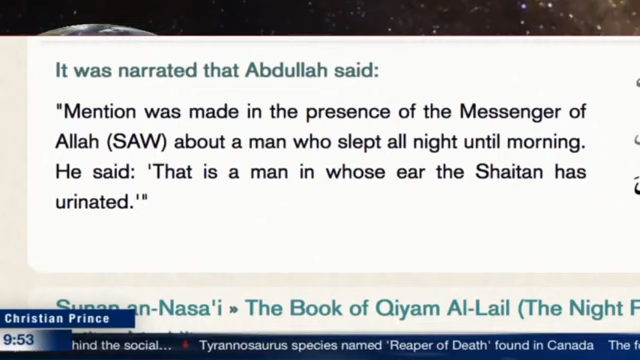 It was narrated that Abdullah said:
"Mention was made in the presence of the Messenger of
Allah (SAW) about a man who slept all night until morning.
He said: 'That is a man in whose ear the Shaitan has
urinated.'"
Sunan an-Nasa'i » The Book of Qiyam Al-Lail (The Night
Christian Prince
9:53
hind the social... Tyrannosaurus species named 'Reaper of Death' found in Canada The